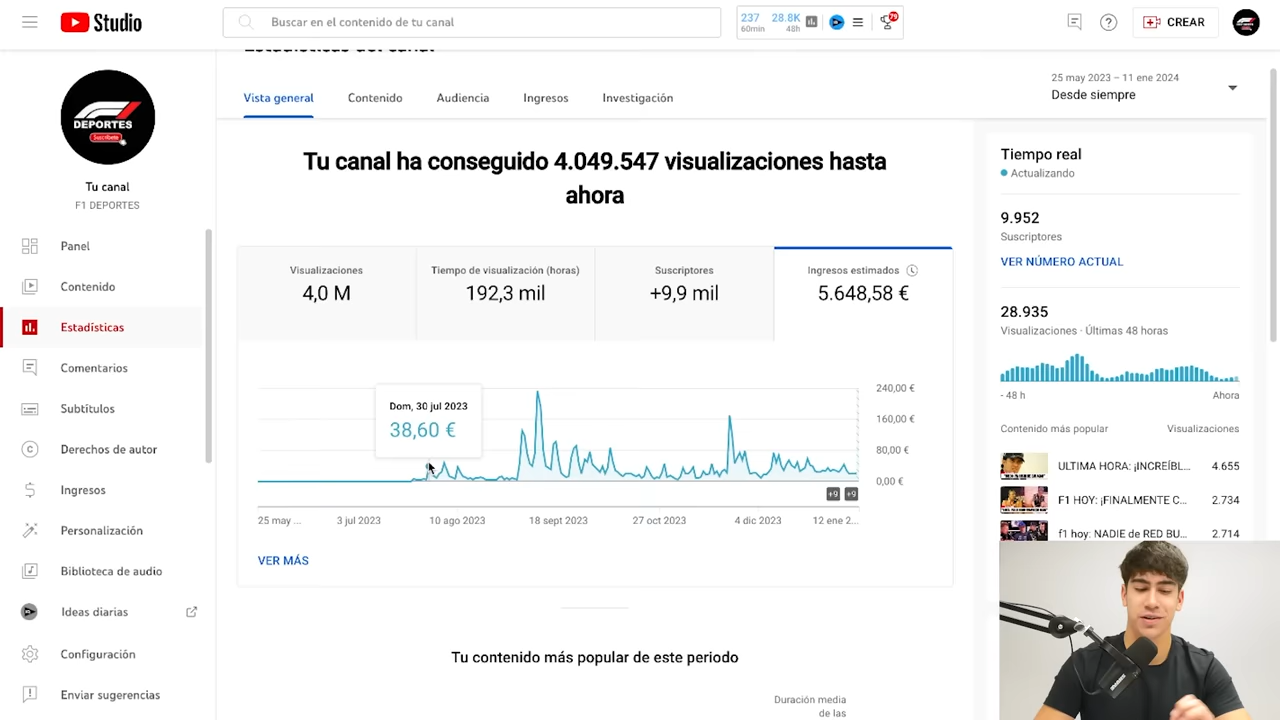 Studio
Buscar en el contenido de tu canal
237
60min
28.8K
48h
79
CREAR
Estadísticas del canal
Vista general
Contenido
Audiencia
Ingresos
Investigación
25 may 2023 – 11 ene 2024
Desde siempre
DEPORTES
Suscríbete
Tu canal
F1 DEPORTES
Panel
Contenido
Estadísticas
Comentarios
Subtítulos
Derechos de autor
Ingresos
Personalización
Biblioteca de audio
Ideas diarias
Configuración
Enviar sugerencias
Tu canal ha conseguido 4.049.547 visualizaciones hasta
ahora
Visualizaciones
4,0 M
Tiempo de visualización (horas)
192,3 mil
Suscriptores
+9,9 mil
Ingresos estimados
5.648,58 €
Dom, 30 jul 2023
38,60 €
240,00 €
160,00 €
80,00 €
0,00 €
+9
+9
25 may ...
3 jul 2023
10 ago 2023
18 sept 2023
27 oct 2023
4 dic 2023
12 ene 2...
VER MÁS
Tu contenido más popular de este periodo
Duración media
de las
Tiempo real
Actualizando
9.952
Suscriptores
VER NÚMERO ACTUAL
28.935
Visualizaciones · Últimas 48 horas
- 48 h
Ahora
Contenido más popular
Visualizaciones
ULTIMA HORA: ¡INCREÍBL...
4.655
F1 HOY: ¡FINALMENTE C...
2.734
f1 hoy: NADIE de RED BU...
2.714